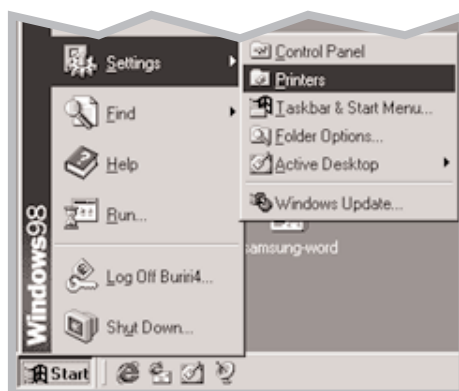 Settings
Find
Help
Run...
Log Off Buriri4...
Shut Down...
Windows98
Control Panel
Printers
Taskbar & Start Menu...
Folder Options...
Active Desktop
Windows Update...
samsung-word
Start